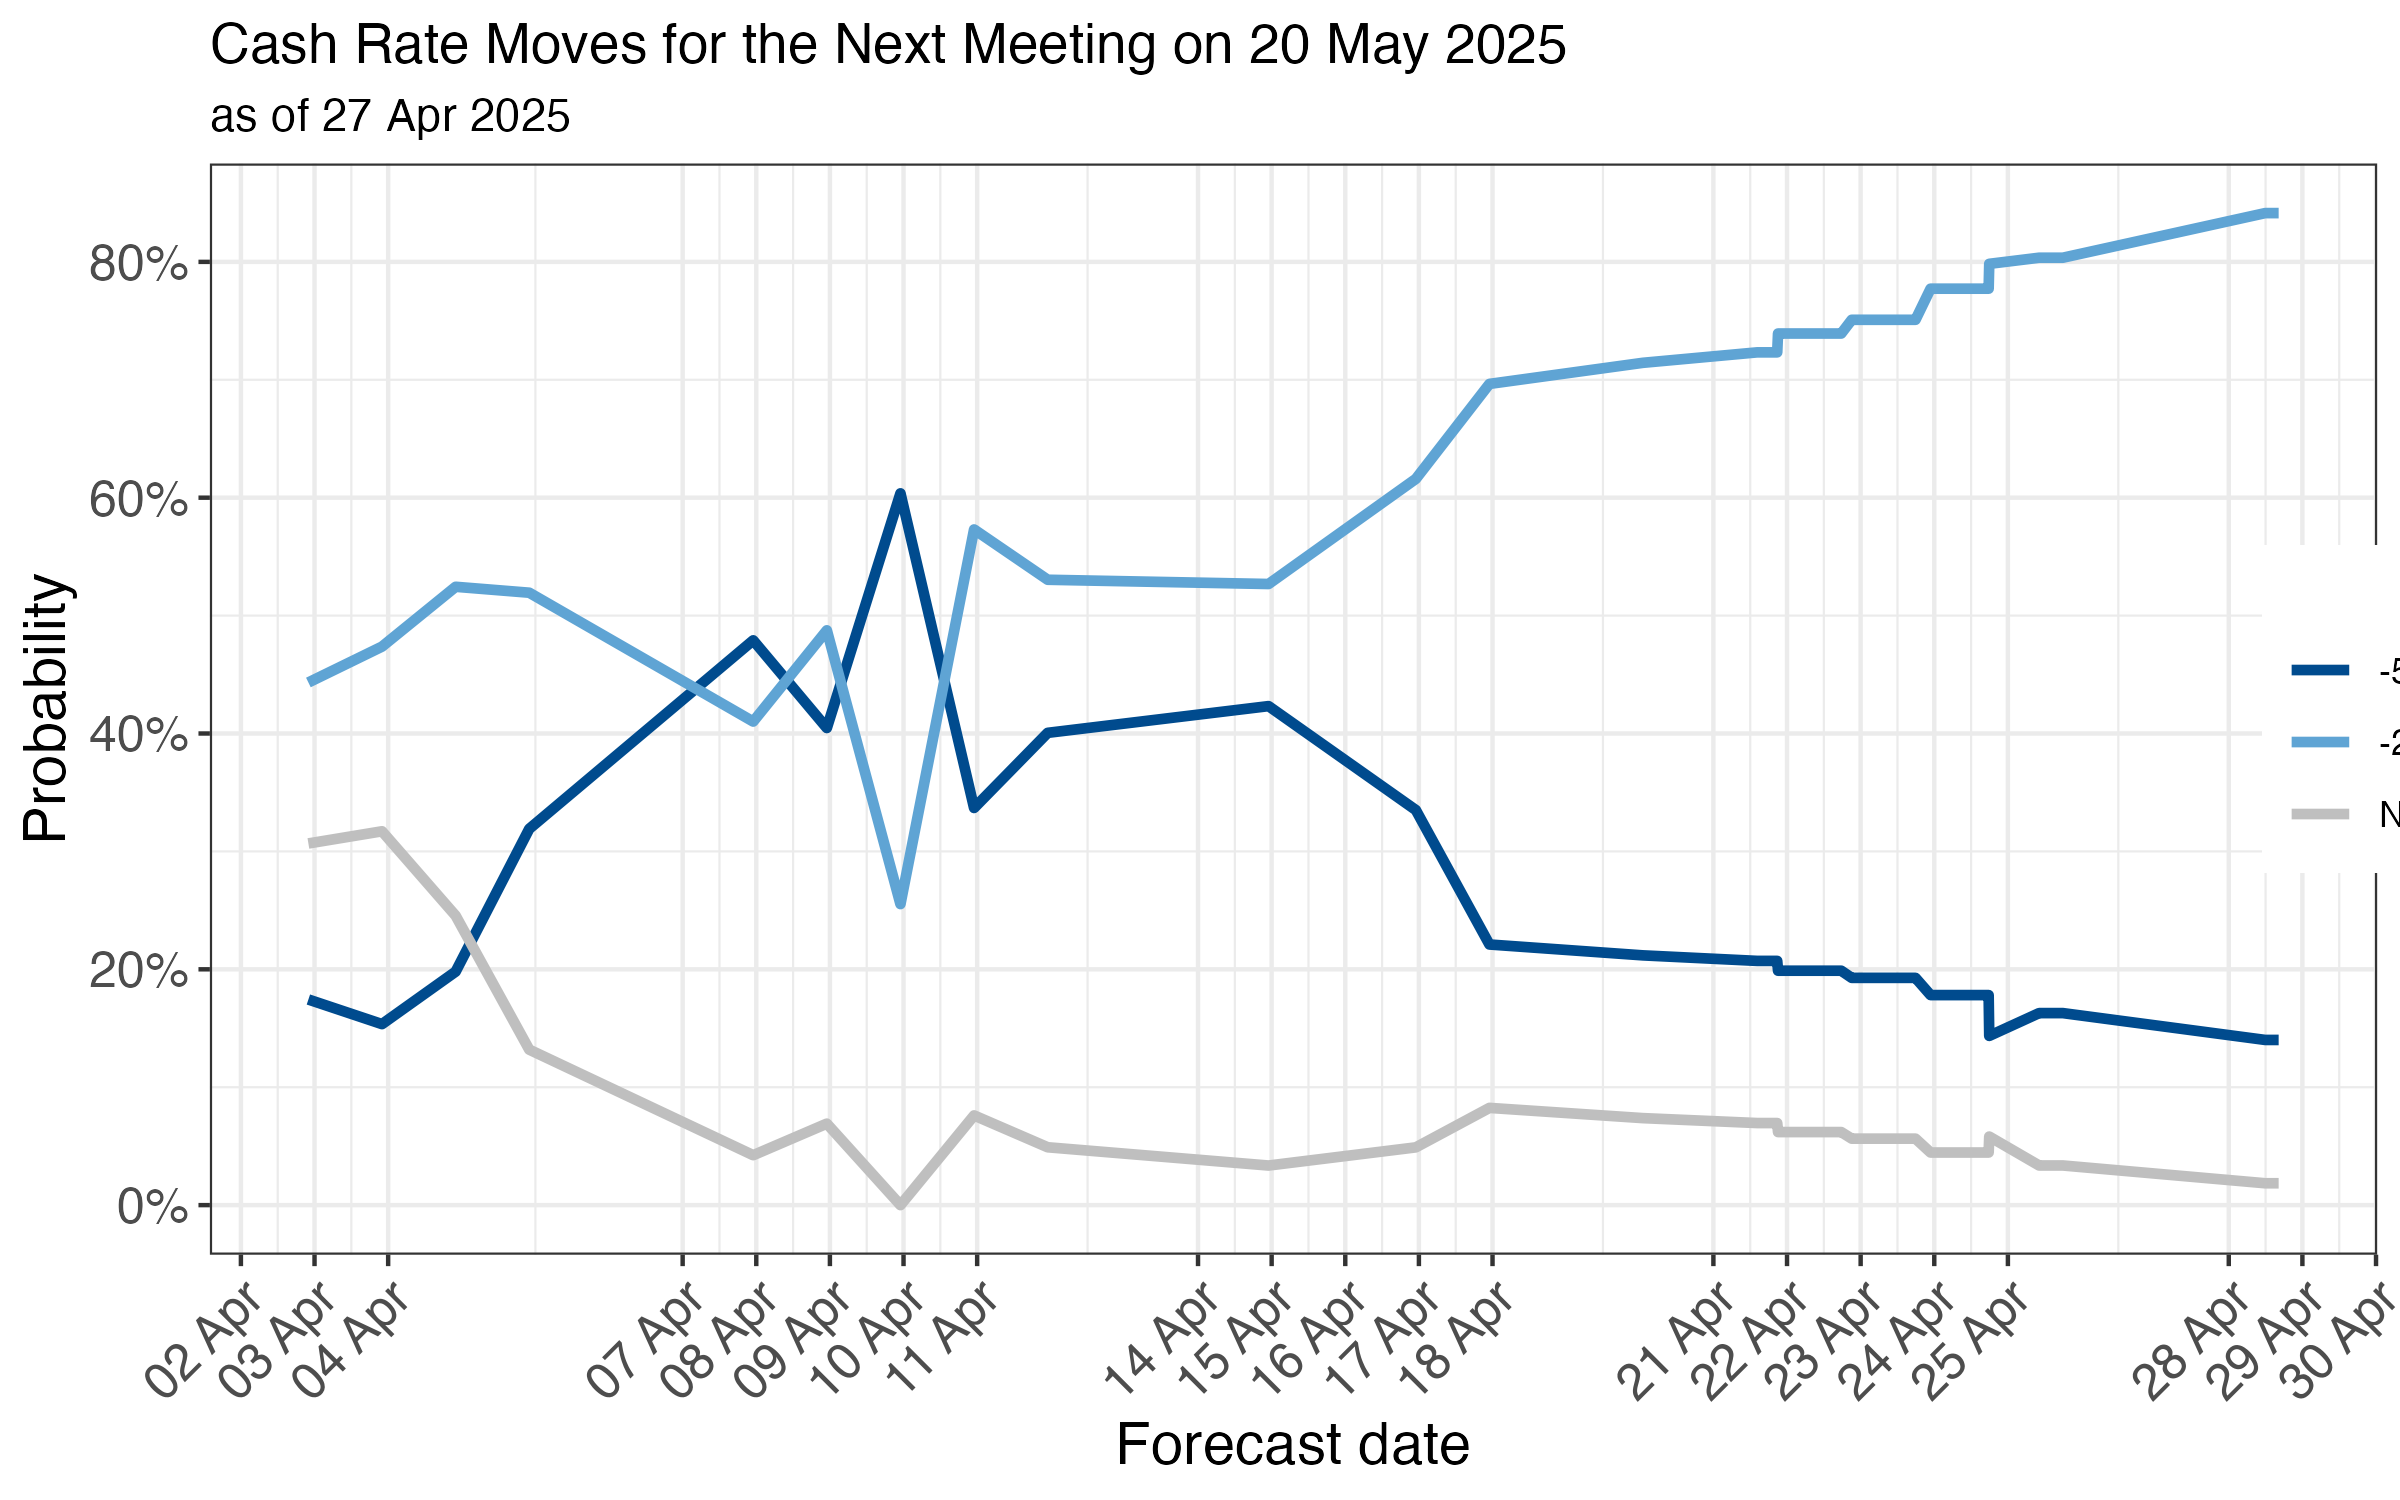 Cash Rate Moves for the Next Meeting on 20 May 2025
as of 27 Apr 2025
Probability
80%
60%
40%
20%
0%
-5
-2
N
02 Apr
03 Apr
04 Apr
07 Apr
08 Apr
09 Apr
10 Apr
11 Apr
14 Apr
15 Apr
16 Apr
17 Apr
18 Apr
21 Apr
22 Apr
23 Apr
24 Apr
25 Apr
28 Apr
29 Apr
30 Apr
Forecast date